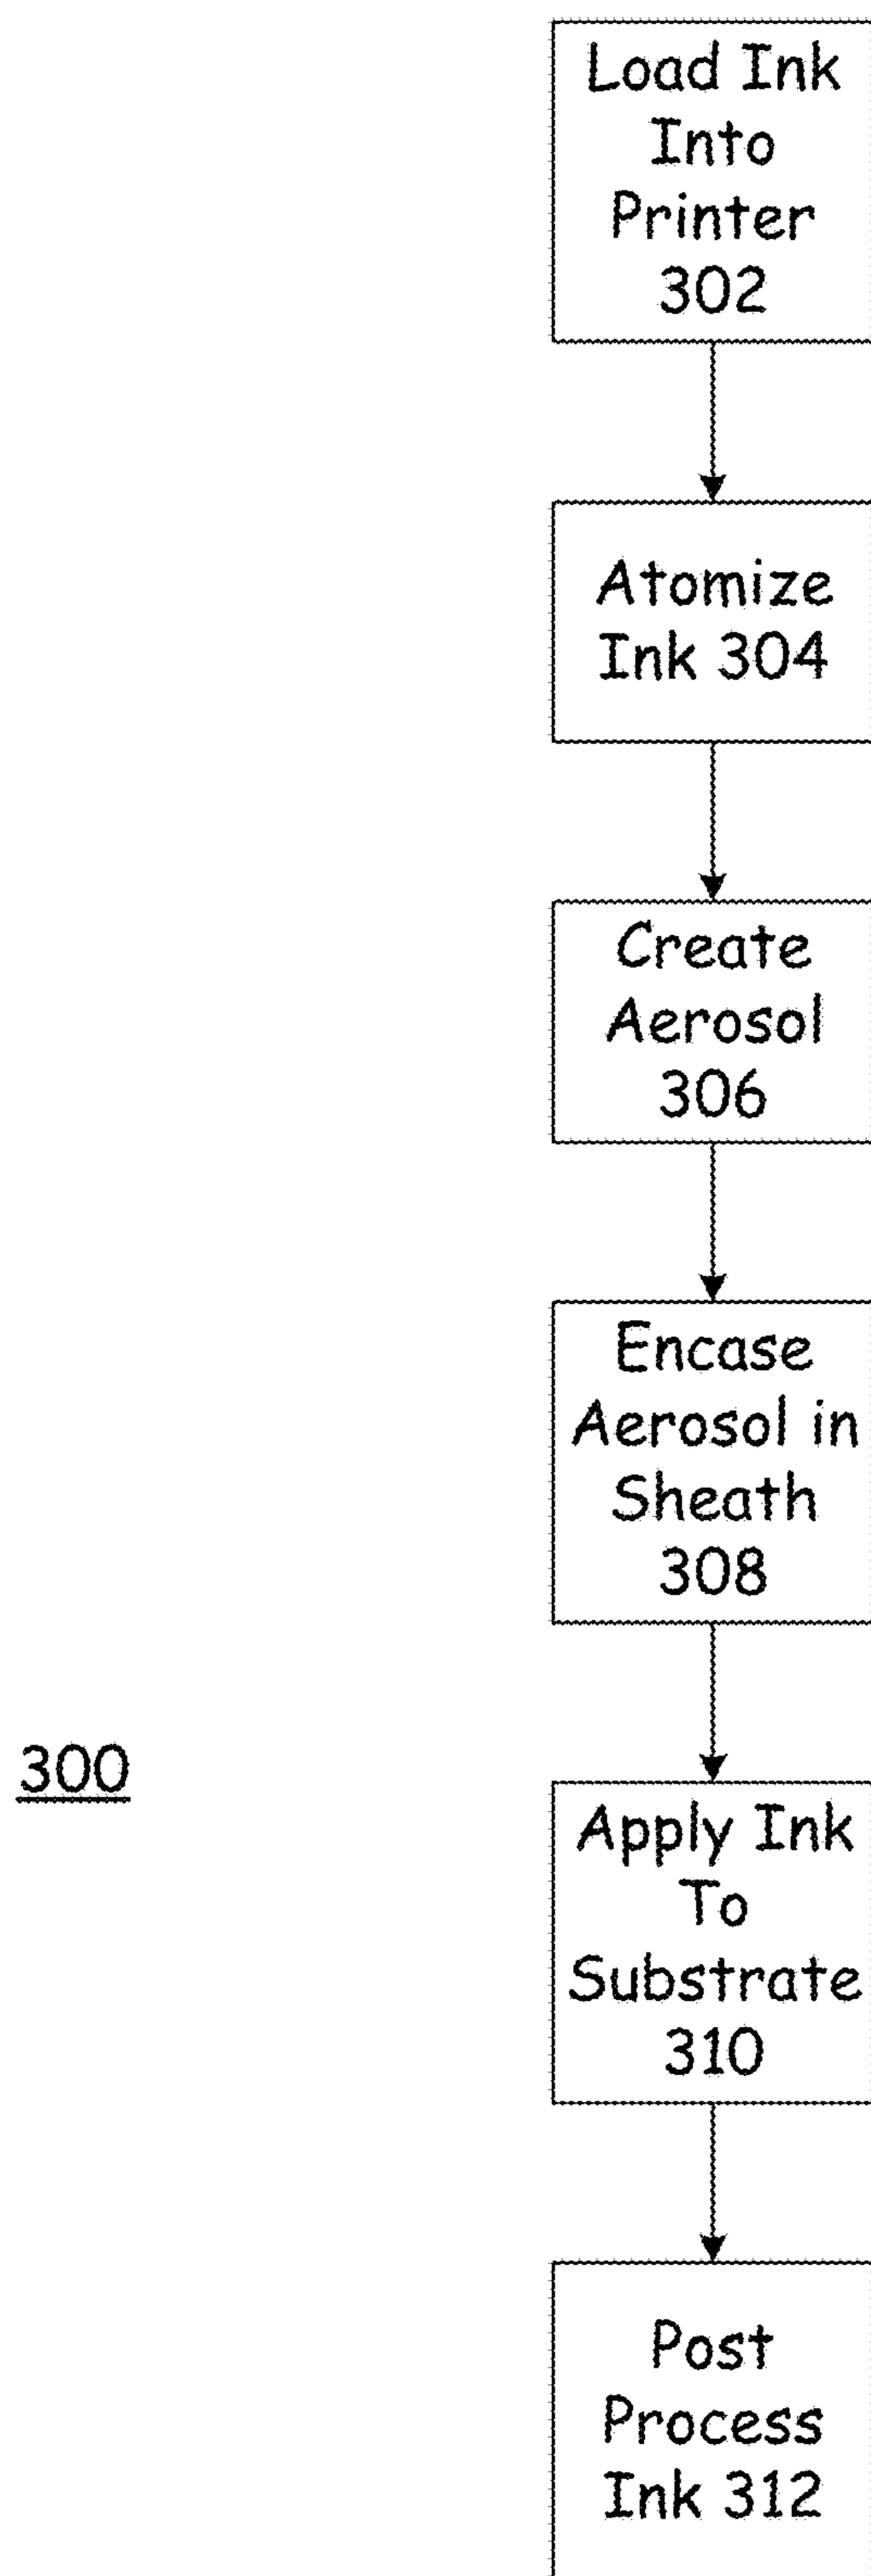 Load Ink
Into
Printer
302
Atomize
Ink 304
Create
Aerosol
306
Encase
Aerosol in
Sheath
308
300
Apply Ink
To
Substrate
310
Post
Process
Ink 312